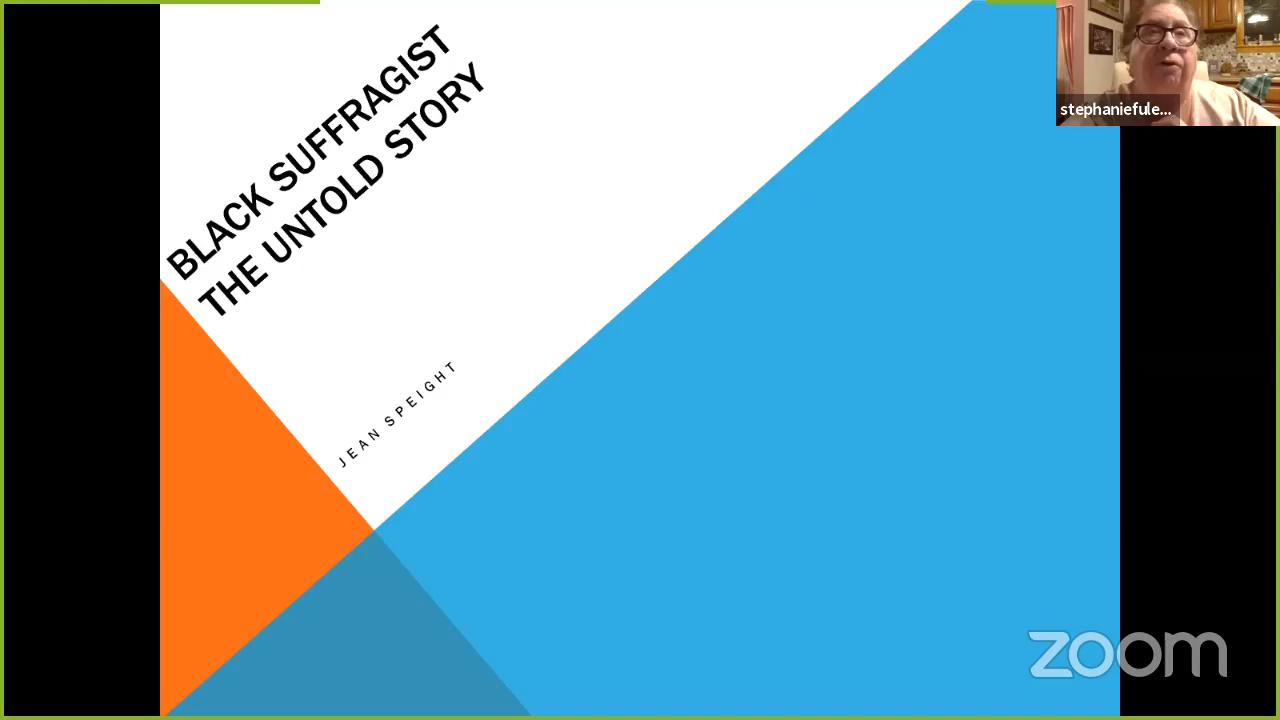 BLACK SUFFRAGIST
THE UNTOLD STORY
JEAN SPEIGHT
stephaniefule...
zoom